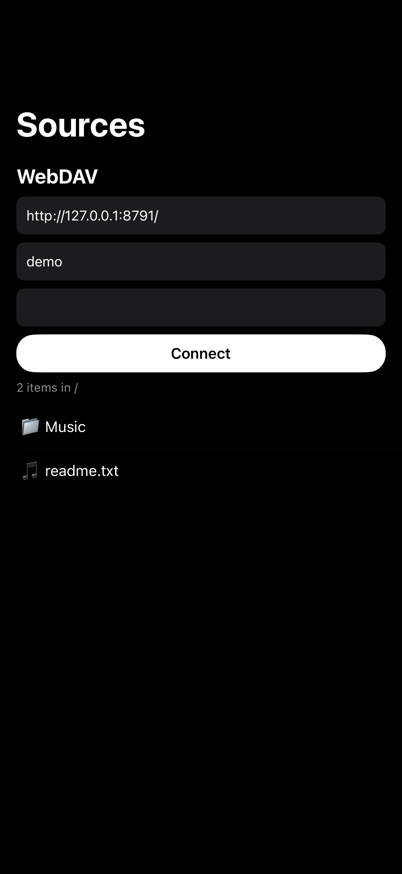 Sources
WebDAV
http://127.0.0.1:8791/
demo
Connect
2 items in /
Music
readme.txt